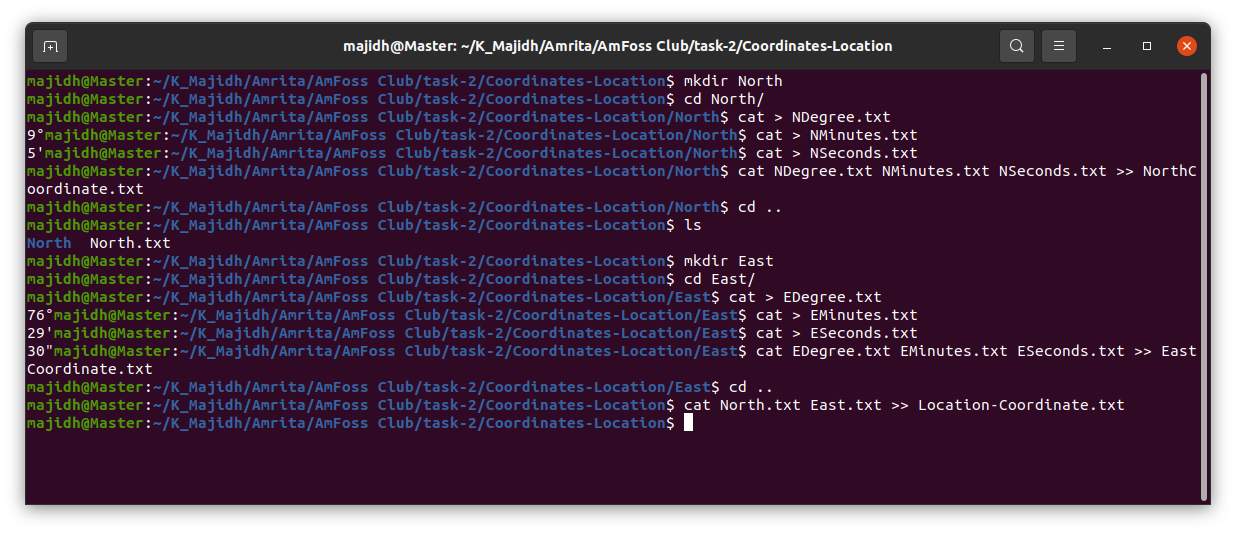 majidh@Master: ~/K_Majidh/Amrita/AmFoss Club/task-2/Coordinates-Location
majidh@Master:~/K_Majidh/Amrita/AmFoss Club/task-2/Coordinates-Location$ mkdir North
majidh@Master:~/K_Majidh/Amrita/AmFoss Club/task-2/Coordinates-Location$ cd North/
majidh@Master:~/K_Majidh/Amrita/AmFoss Club/task-2/Coordinates-Location/North$ cat > NDegree.txt
9°majidh@Master:~/K_Majidh/Amrita/AmFoss Club/task-2/Coordinates-Location/North$ cat > NMinutes.txt
5'majidh@Master:~/K_Majidh/Amrita/AmFoss Club/task-2/Coordinates-Location/North$ cat > NSeconds.txt
majidh@Master:~/K_Majidh/Amrita/AmFoss Club/task-2/Coordinates-Location/North$ cat NDegree.txt NMinutes.txt NSeconds.txt >> NorthC
oordinate.txt
majidh@Master:~/K_Majidh/Amrita/AmFoss Club/task-2/Coordinates-Location/North$ cd ..
majidh@Master:~/K_Majidh/Amrita/AmFoss Club/task-2/Coordinates-Location$ ls
North  North.txt
majidh@Master:~/K_Majidh/Amrita/AmFoss Club/task-2/Coordinates-Location$ mkdir East
majidh@Master:~/K_Majidh/Amrita/AmFoss Club/task-2/Coordinates-Location$ cd East/
majidh@Master:~/K_Majidh/Amrita/AmFoss Club/task-2/Coordinates-Location/East$ cat > EDegree.txt
76°majidh@Master:~/K_Majidh/Amrita/AmFoss Club/task-2/Coordinates-Location/East$ cat > EMinutes.txt
29'majidh@Master:~/K_Majidh/Amrita/AmFoss Club/task-2/Coordinates-Location/East$ cat > ESeconds.txt
30"majidh@Master:~/K_Majidh/Amrita/AmFoss Club/task-2/Coordinates-Location/East$ cat EDegree.txt EMinutes.txt ESeconds.txt >> East
Coordinate.txt
majidh@Master:~/K_Majidh/Amrita/AmFoss Club/task-2/Coordinates-Location/East$ cd ..
majidh@Master:~/K_Majidh/Amrita/AmFoss Club/task-2/Coordinates-Location$ cat North.txt East.txt >> Location-Coordinate.txt
majidh@Master:~/K_Majidh/Amrita/AmFoss Club/task-2/Coordinates-Location$